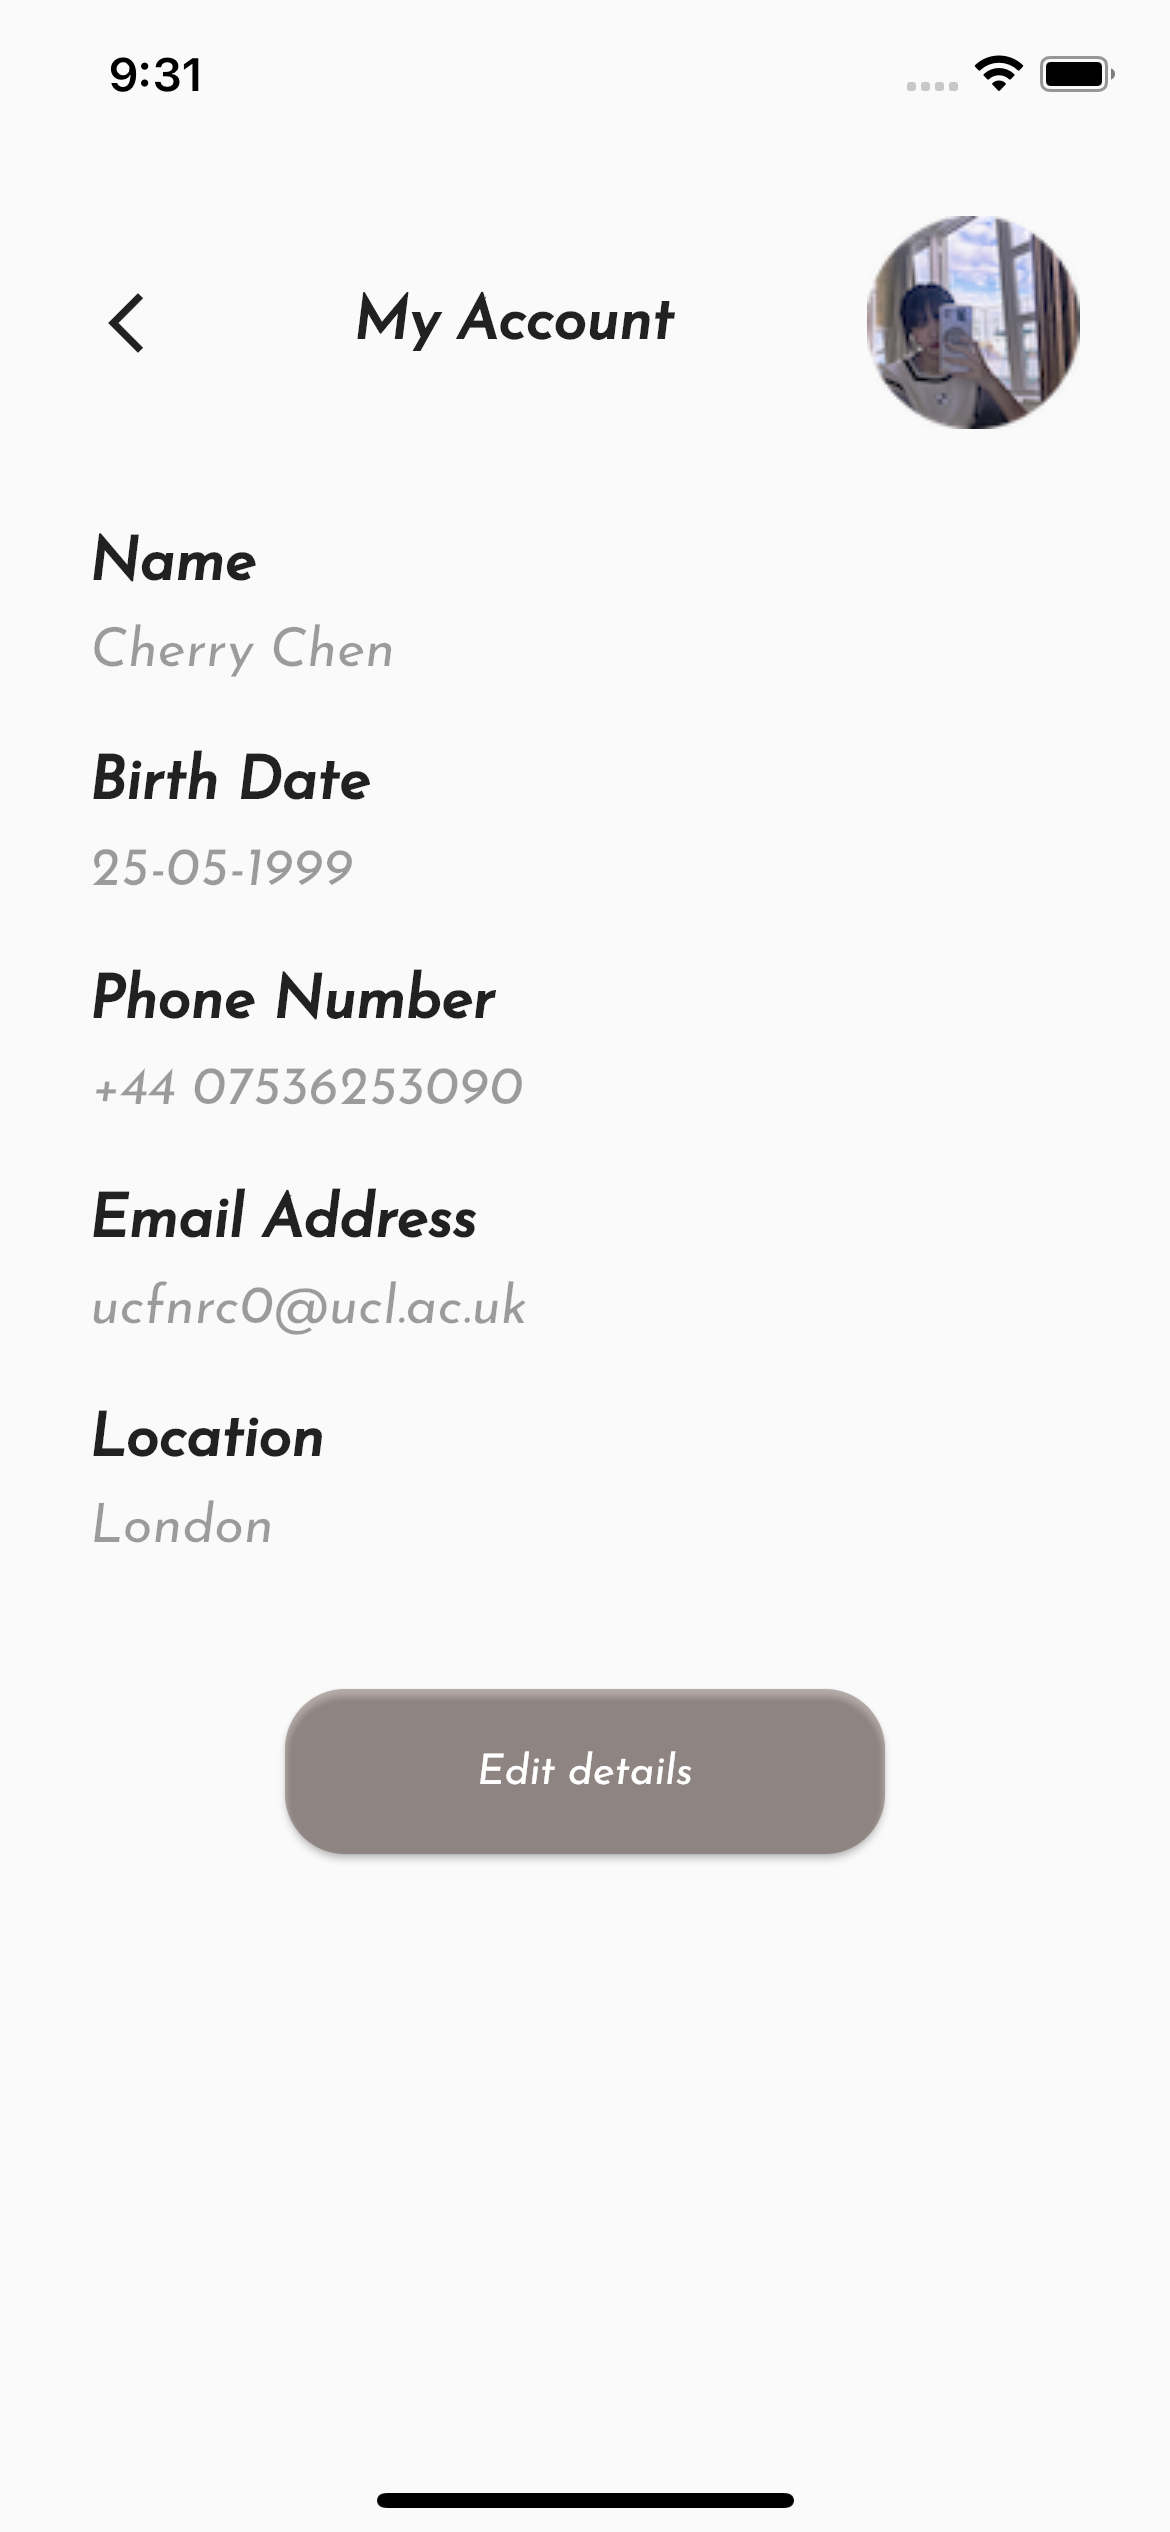 9:31
My Account
Name
Cherry Chen
Birth Date
25-05-1999
Phone Number
+44 07536253090
Email Address
ucfnrc0@ucl.ac.uk
Location
London
Edit details